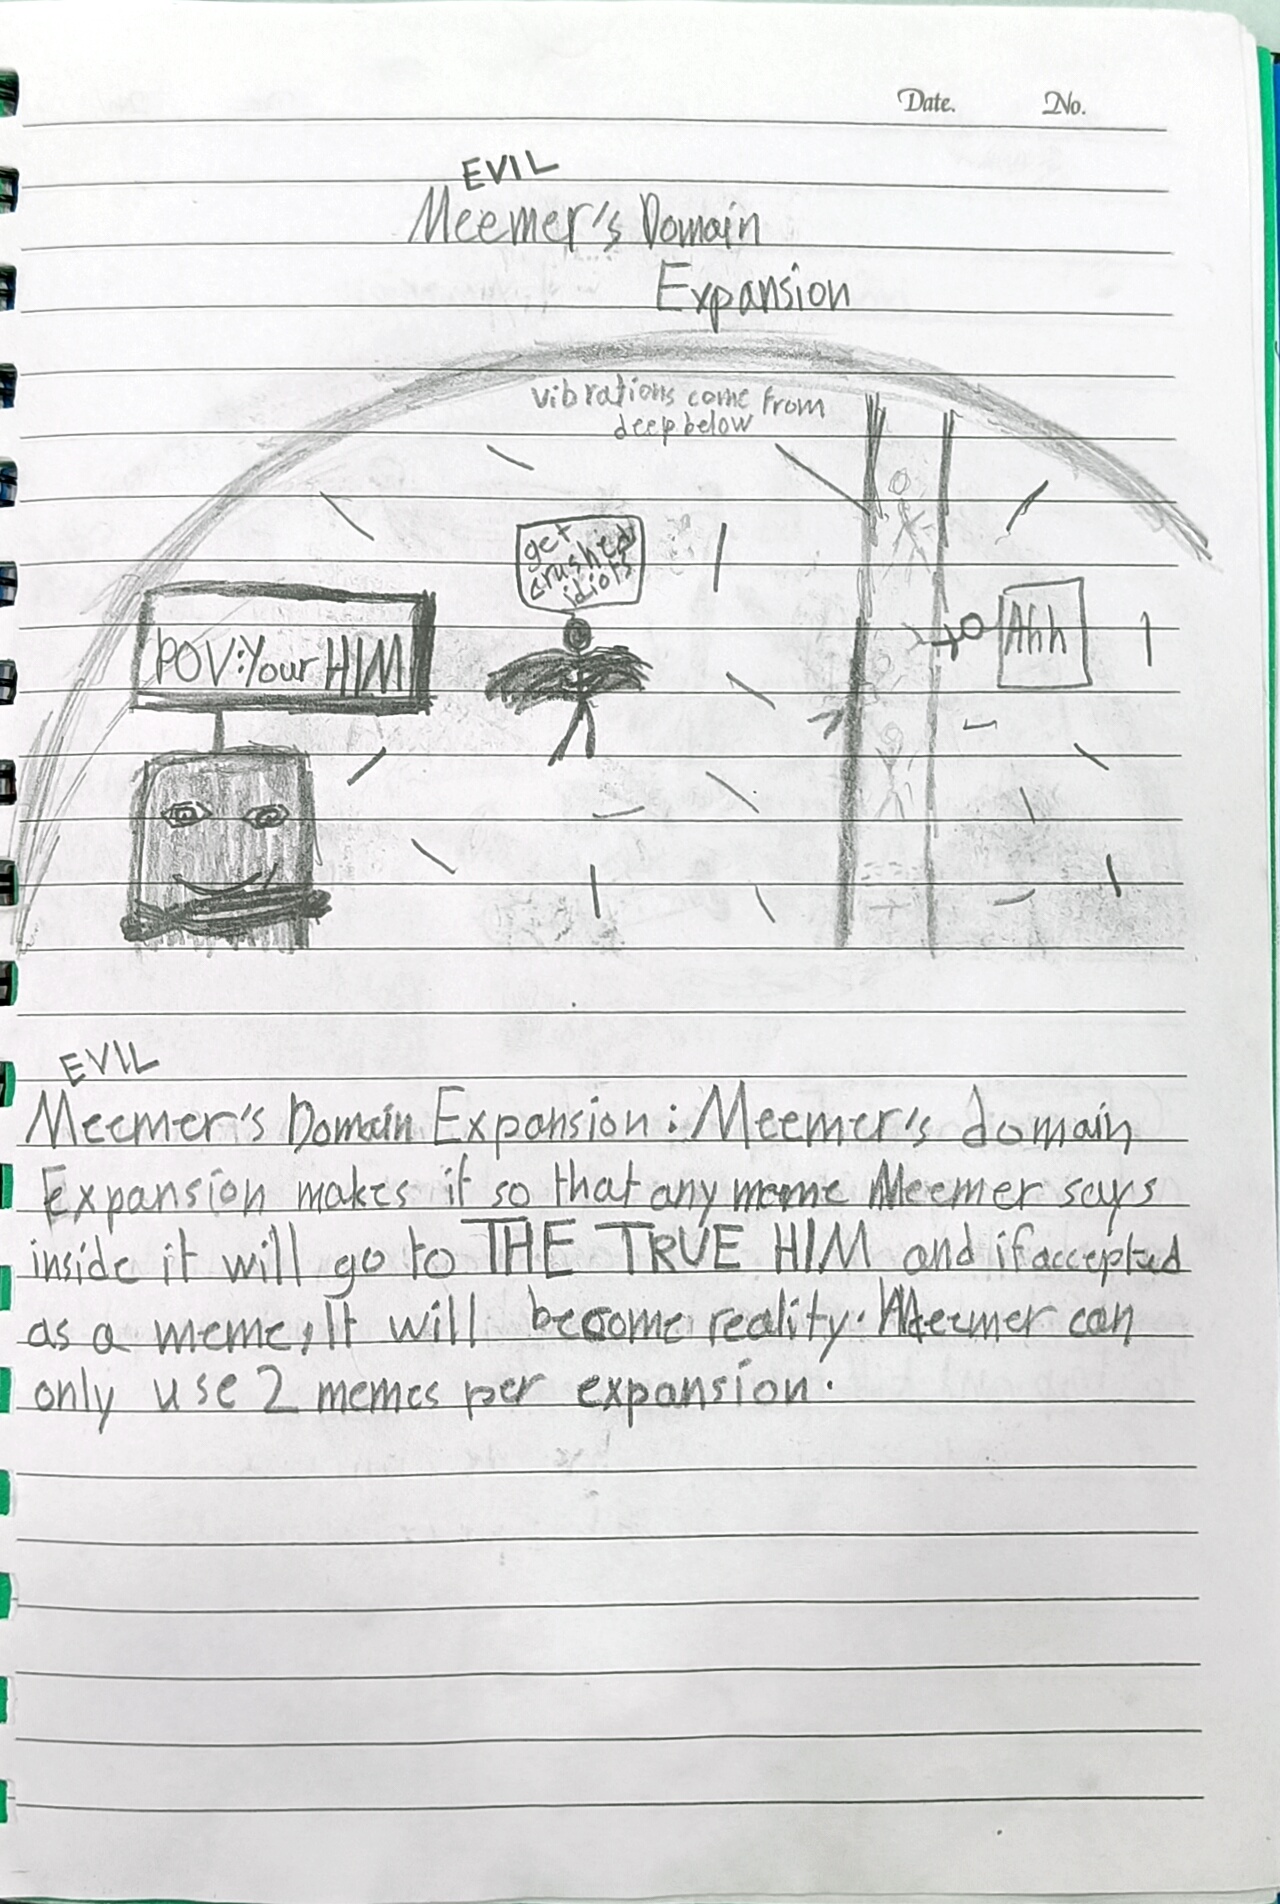 Date. No.
EVIL
Meemer's Domain
Expansion
vibrations come from
deep below
get
crushed
idiots
POV:Your HIM
Ahh
EVIL
Meemer's Domain Expansion: Meemer's domain
Expansion makes it so that any meme Meemer says
inside it will go to THE TRUE HIM and if accepted
as a meme, It will become reality. Meemer can
only use 2 memes per expansion.